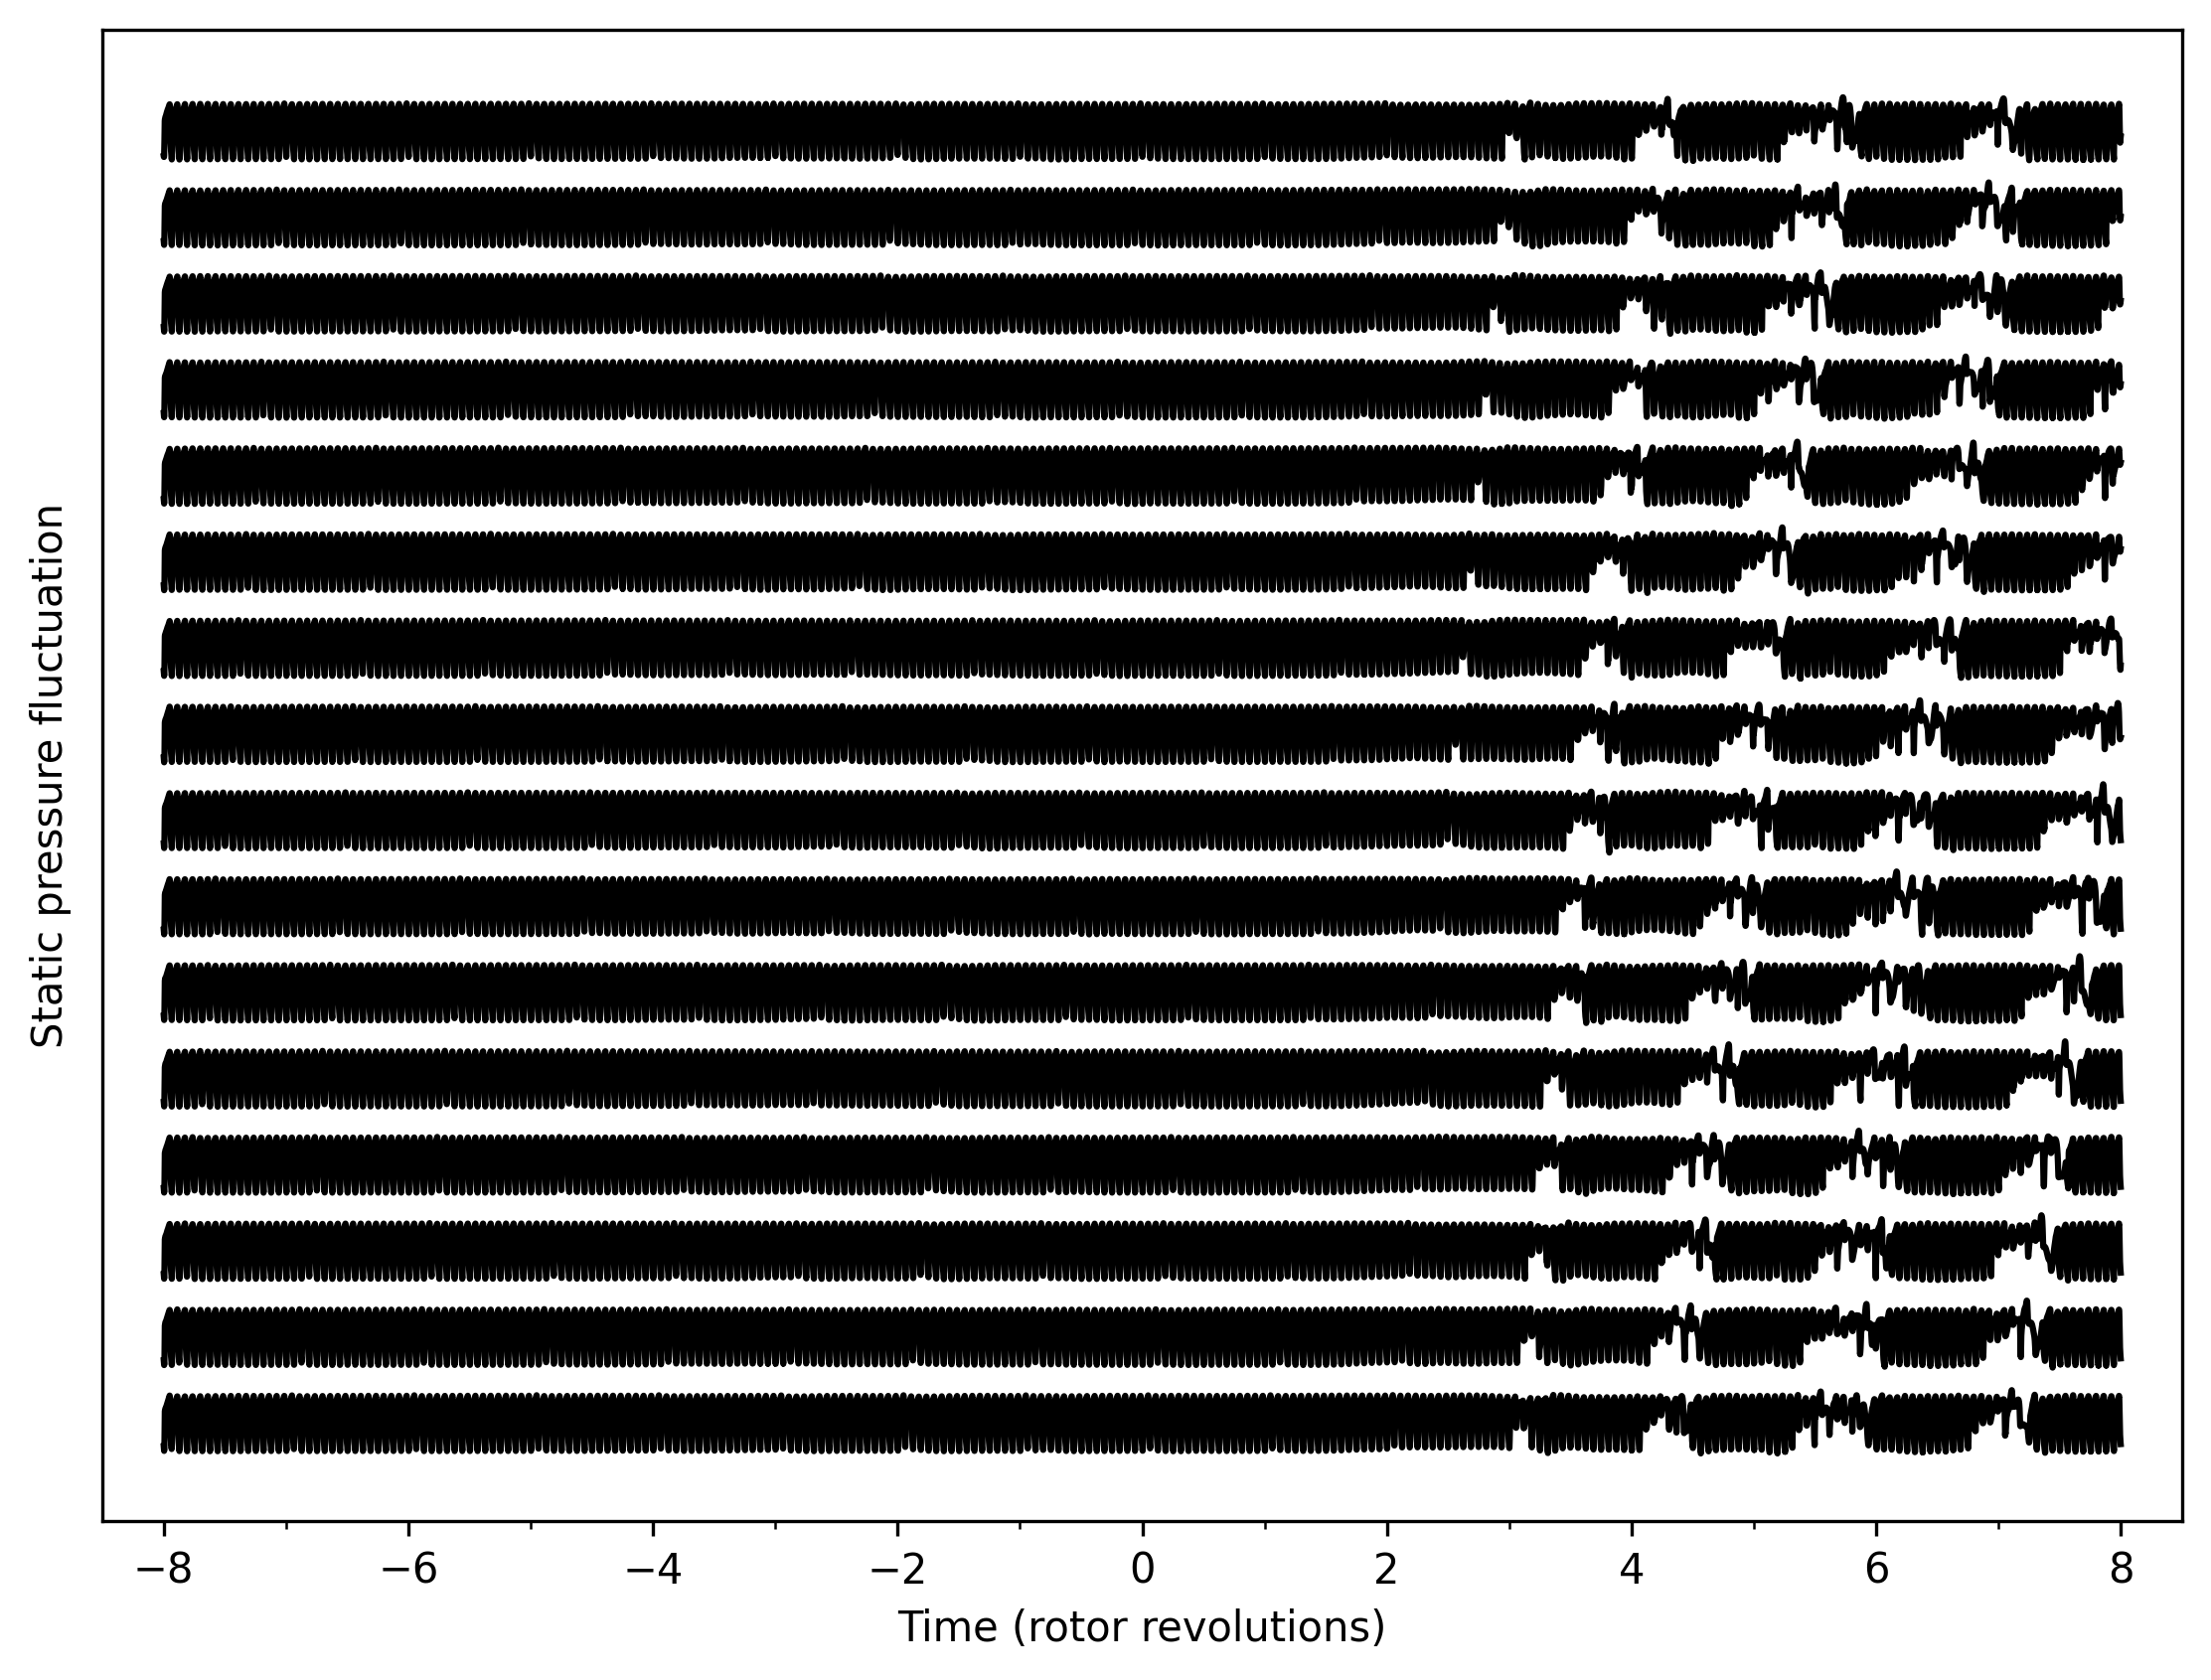 Static pressure fluctuation
−8 −6 −4 −2 0 2 4 6 8
Time (rotor revolutions)